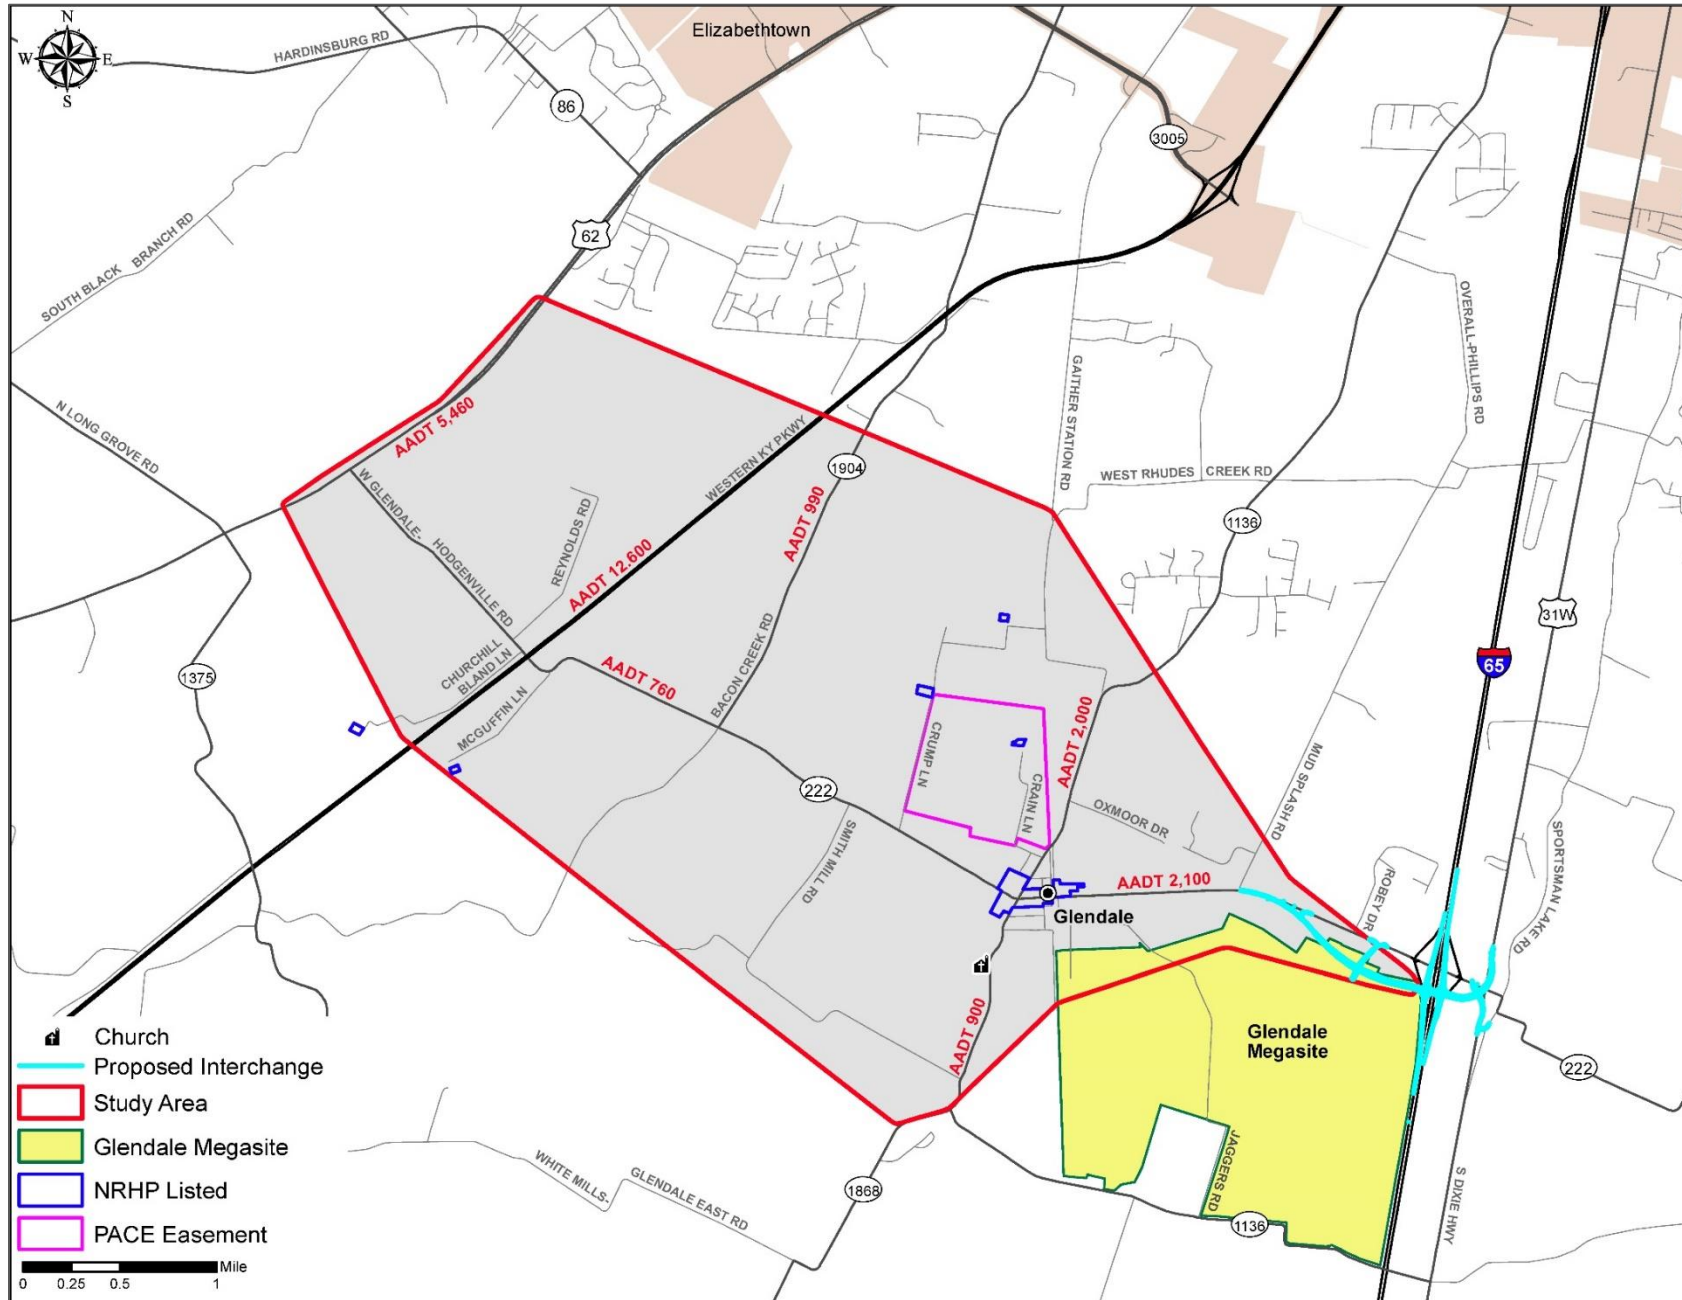 Elizabethtown
N
W
E
S
HARDINSBURG RD
86
3005
62
SOUTH BLACK
BRANCH RD
OVERALL-PHILLIPS RD
GAITHER STATION RD
N LONG GROVE RD
AADT 5,460
WESTERN KY PKWY
1904
WEST RHUDES
CREEK RD
W GLENDALE-
HODGENVILLE RD
REYNOLDS RD
AADT 990
1136
AADT 12,600
31W
65
BACON CREEK RD
CHURCHILL
BLAND LN
1375
AADT 760
MCGUFFIN LN
AADT 2,000
CRUMP LN
CRAIN LN
MUD SPLASH RD
222
OXMOOR DR
SMITH MILL RD
SPORTSMAN LAKE RD
AADT 2,100
ROBEY DR
Glendale
AADT 900
Glendale
Megasite
222
Church
Proposed Interchange
Study Area
Glendale Megasite
NRHP Listed
PACE Easement
Mile
0
0.25
0.5
1
WHITE MILLS-
GLENDALE EAST RD
1868
JAGGERS RD
1136
S DIXIE HWY